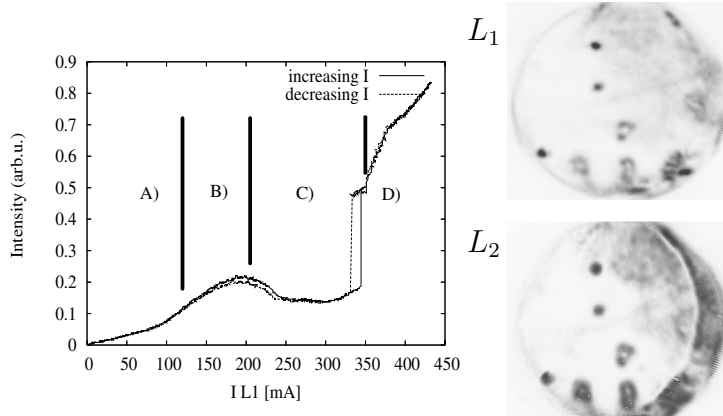 L1
L2
0.9
0.8
0.7
0.6
0.5
0.4
0.3
0.2
0.1
0
Intensity (arb.u.)
increasing I
decreasing I
A)
B)
C)
D)
0
50
100
150
200
250
300
350
400
450
I L1 [mA]